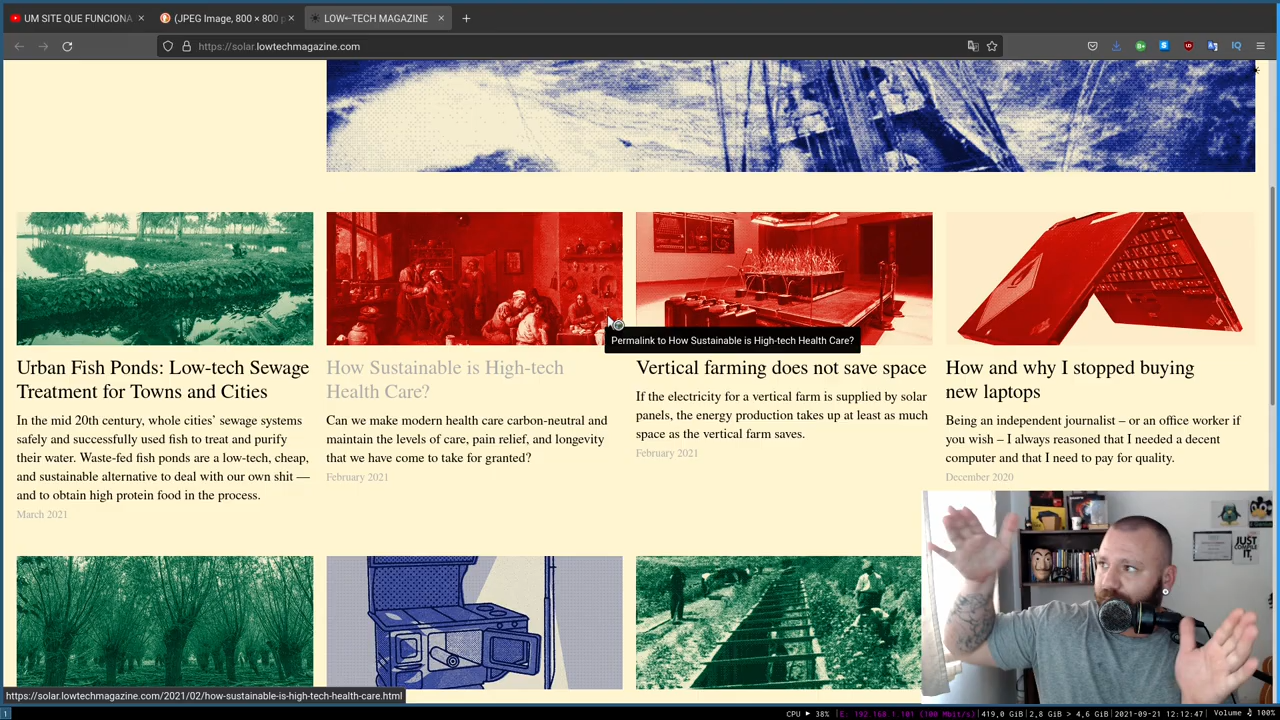 UM SITE QUE FUNCIONA
(JPEG Image, 800 × 800 p
LOW←TECH MAGAZINE
https://solar.lowtechmagazine.com
Urban Fish Ponds: Low-tech Sewage
Treatment for Towns and Cities
In the mid 20th century, whole cities’ sewage systems
safely and successfully used fish to treat and purify
their water. Waste-fed fish ponds are a low-tech, cheap,
and sustainable alternative to deal with our own shit —
and to obtain high protein food in the process.
March 2021
How Sustainable is High-tech
Health Care?
Can we make modern health care carbon-neutral and
maintain the levels of care, pain relief, and longevity
that we have come to take for granted?
February 2021
Permalink to How Sustainable is High-tech Health Care?
Vertical farming does not save space
If the electricity for a vertical farm is supplied by solar
panels, the energy production takes up at least as much
space as the vertical farm saves.
February 2021
How and why I stopped buying
new laptops
Being an independent journalist – or an office worker if
you wish – I always reasoned that I needed a decent
computer and that I need to pay for quality.
December 2020
JUST
COMPILE
IT.
https://solar.lowtechmagazine.com/2021/02/how-sustainable-is-high-tech-health-care.html
1
CPU ▸ 38% E: 192.168.1.101 (100 Mbit/s) 419,0 GiB 2,8 GiB > 4,6 GiB 2021-09-21 12:12:47 Volume 100%